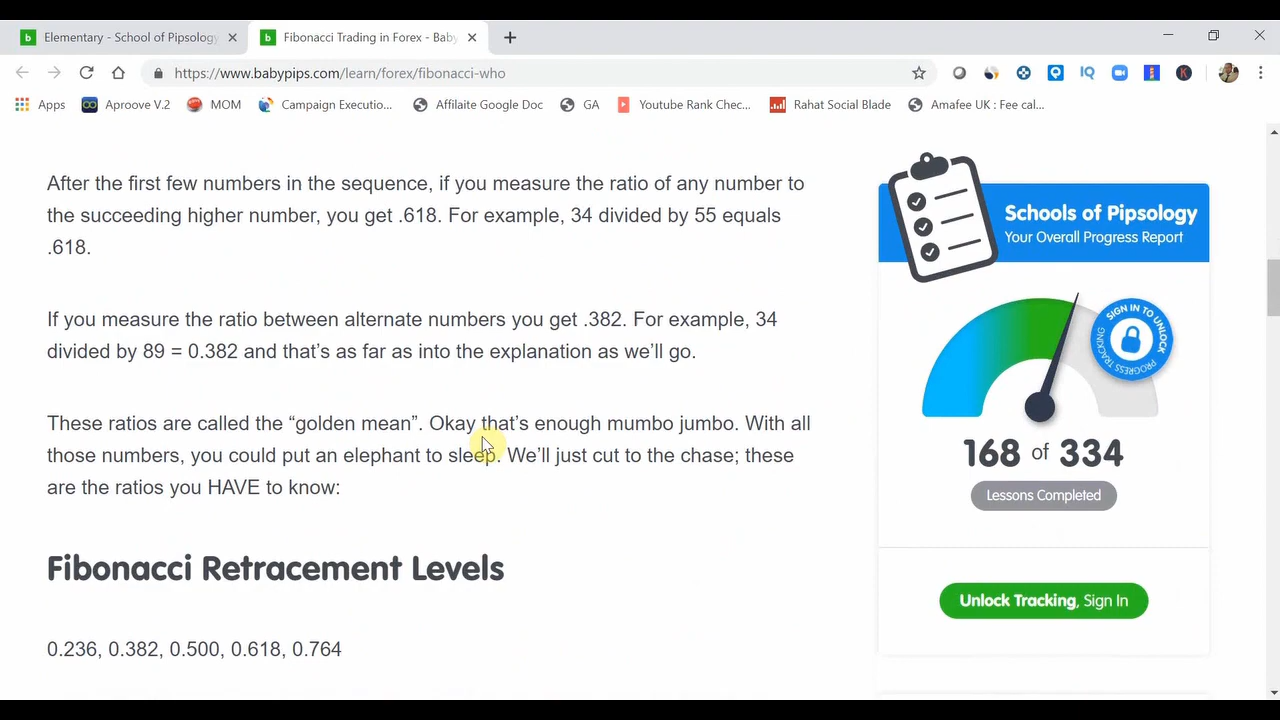 Elementary - School of Pipsology
Fibonacci Trading in Forex - Baby
https://www.babypips.com/learn/forex/fibonacci-who
IQ
K
Apps
Aproove V.2
MOM
Campaign Executio...
Affilaite Google Doc
GA
Youtube Rank Chec...
Rahat Social Blade
Amafee UK : Fee cal...
After the first few numbers in the sequence, if you measure the ratio of any number to
the succeeding higher number, you get .618. For example, 34 divided by 55 equals
.618.
If you measure the ratio between alternate numbers you get .382. For example, 34
divided by 89 = 0.382 and that’s as far as into the explanation as we’ll go.
These ratios are called the “golden mean”. Okay that’s enough mumbo jumbo. With all
those numbers, you could put an elephant to sleep. We’ll just cut to the chase; these
are the ratios you HAVE to know:
Fibonacci Retracement Levels
0.236, 0.382, 0.500, 0.618, 0.764
Schools of Pipsology
Your Overall Progress Report
SIGN IN TO UNLOCK
PROGRESS TRACKING
168 of 334
Lessons Completed
Unlock Tracking, Sign In